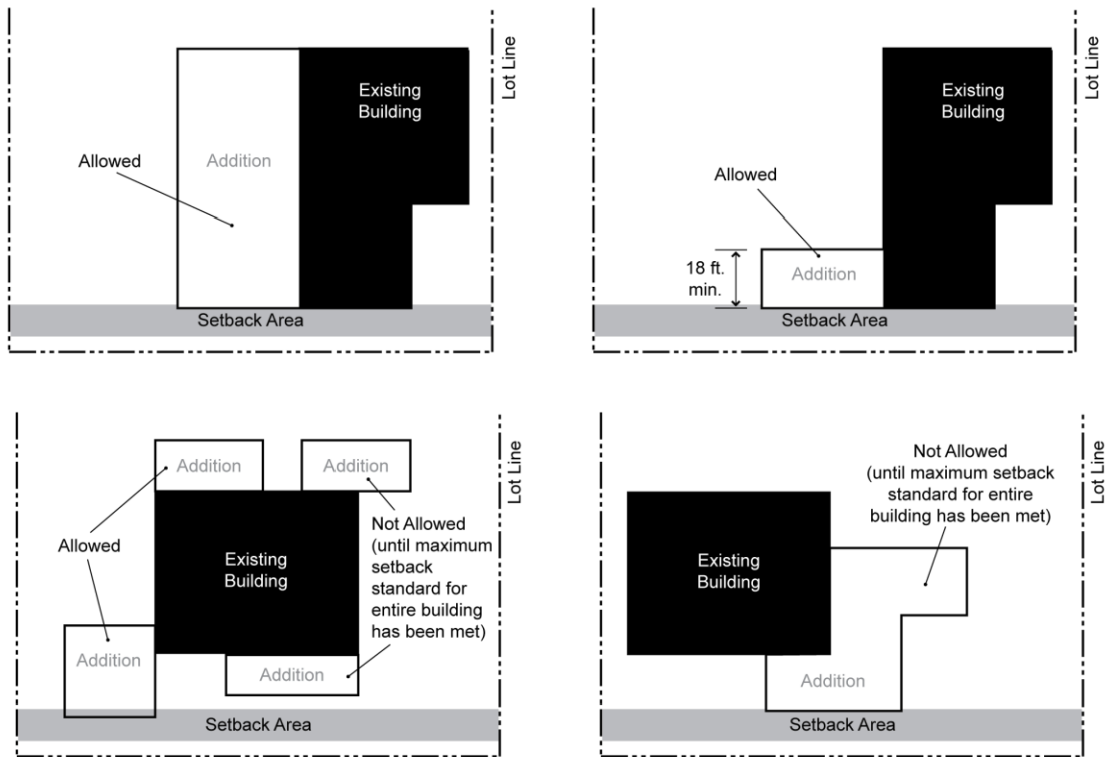 Lot Line
Existing
Building
Allowed
Addition
Setback Area
Lot Line
Existing
Building
Allowed
18 ft.
min.
Addition
Setback Area
Lot Line
Addition
Addition
Allowed
Not Allowed
(until maximum
setback
standard for
entire building
has been met)
Existing
Building
Addition
Addition
Setback Area
Lot Line
Not Allowed
(until maximum setback
standard for entire
building has been met)
Existing
Building
Addition
Setback Area